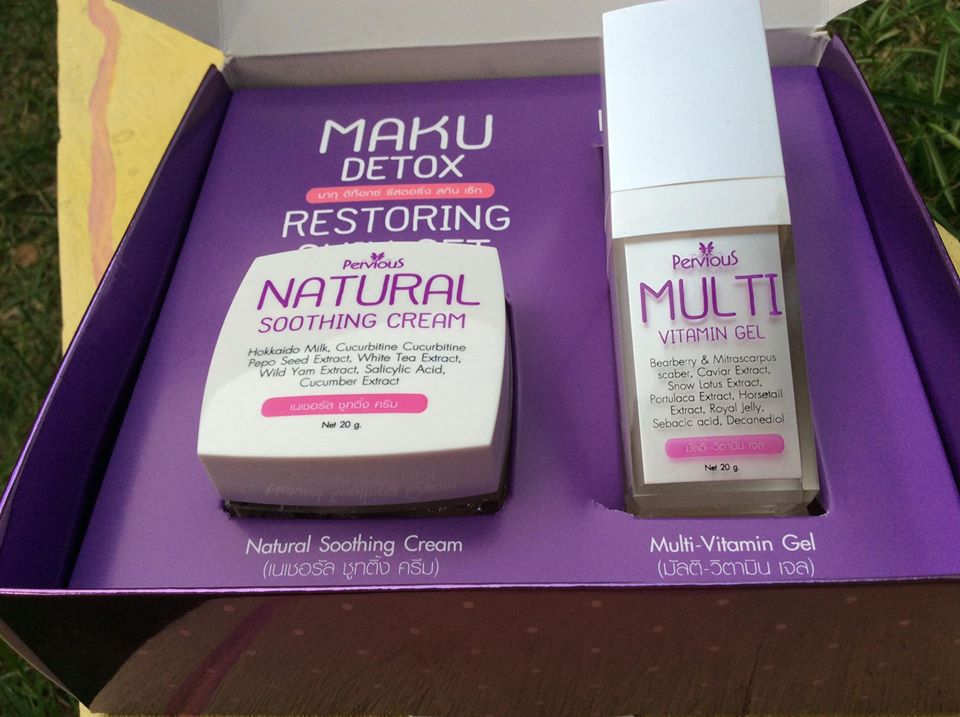 MAKU
DETOX
มากุ ดีท็อกซ์ รีสตอริ่ง สกิน เซ็ท
RESTORING
Pervious
NATURAL
SOOTHING CREAM
Hokkaido Milk, Cucurbitine Cucurbitine
Pepo Seed Extract, White Tea Extract,
Wild Yam Extract, Salicylic Acid,
Cucumber Extract
เนเชอรัล ซูทติ้ง ครีม
Net 20 g.
Natural Soothing Cream
(เนเชอรัล ซูทติ้ง ครีม)
Pervious
MULTI
VITAMIN GEL
Bearberry & Mitrascarpus
scaber, Caviar Extract,
Snow Lotus Extract,
Portulaca Extract, Horsetail
Extract, Royal Jelly,
Sebacic acid, Decanediol
มัลติ-วิตามิน เจล
Net 20 g.
Multi-Vitamin Gel
(มัลติ-วิตามิน เจล)